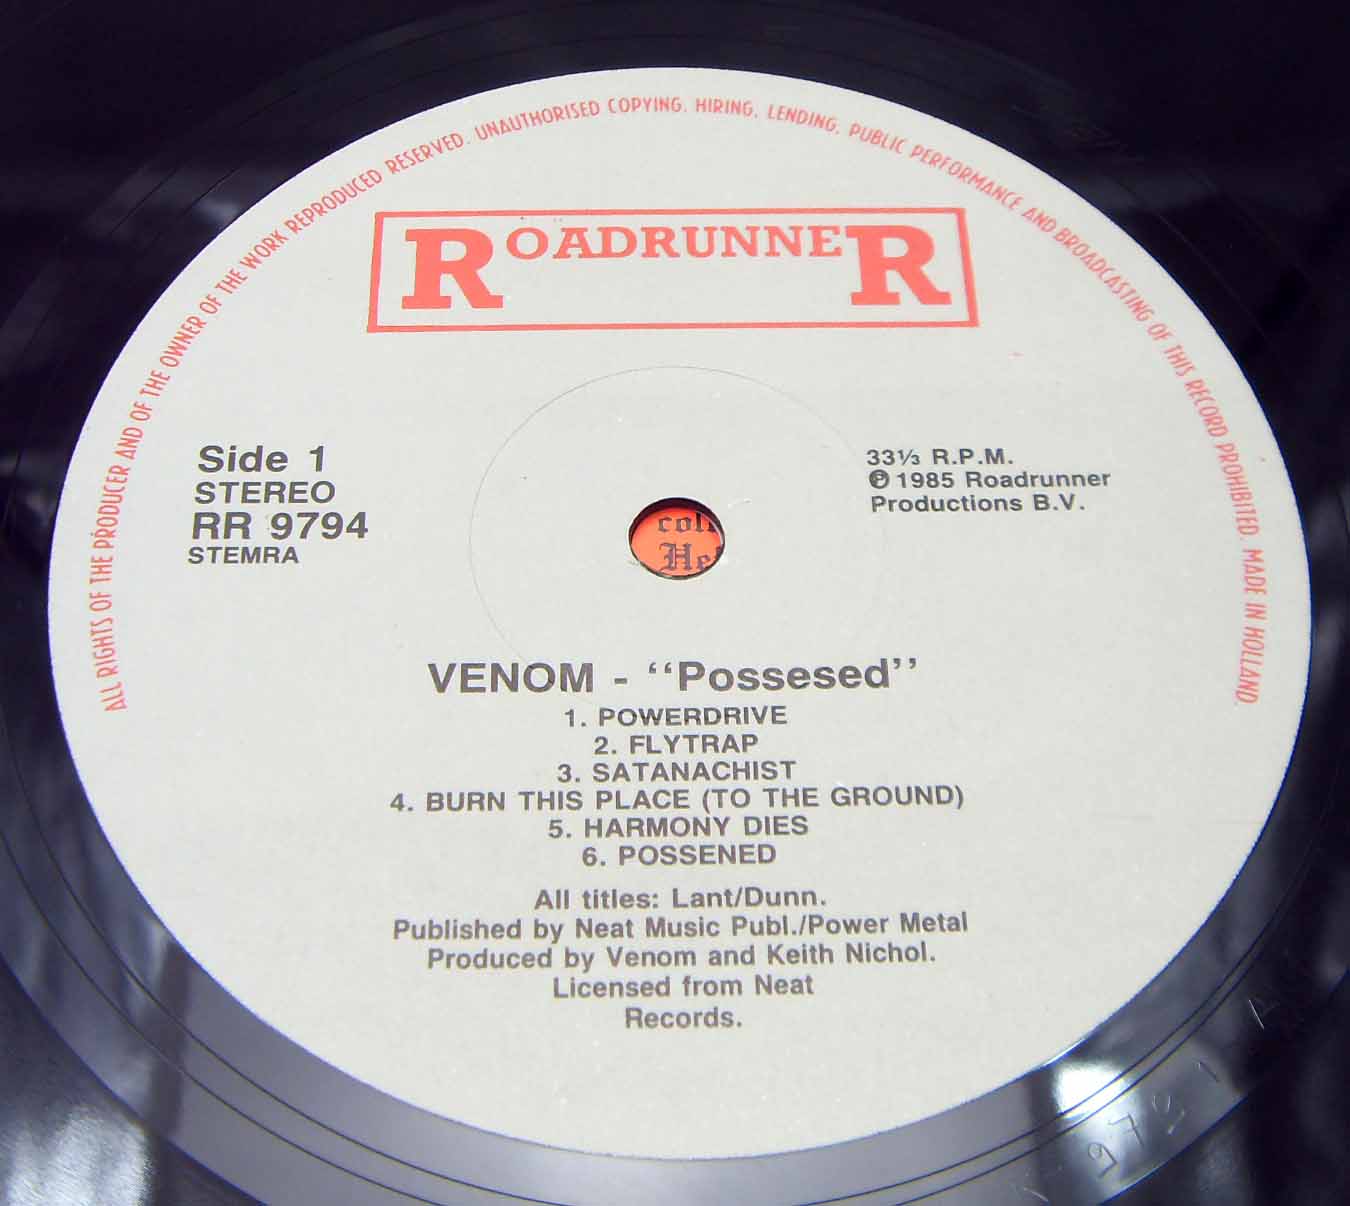 ALL RIGHTS OF THE PRODUCER AND OF THE OWNER OF THE WORK REPRODUCED RESERVED. UNAUTHORISED COPYING, HIRING, LENDING, PUBLIC PERFORMANCE AND BROADCASTING OF THIS RECORD PROHIBITED. MADE IN HOLLAND
ROADRUNNER
Side 1
STEREO
RR 9794
STEMRA
33⅓ R.P.M.
Ⓟ 1985 Roadrunner
Productions B.V.
VENOM - “Possesed”
1. POWERDRIVE
2. FLYTRAP
3. SATANACHIST
4. BURN THIS PLACE (TO THE GROUND)
5. HARMONY DIES
6. POSSENED
All titles: Lant/Dunn.
Published by Neat Music Publ./Power Metal
Produced by Venom and Keith Nichol.
Licensed from Neat
Records.